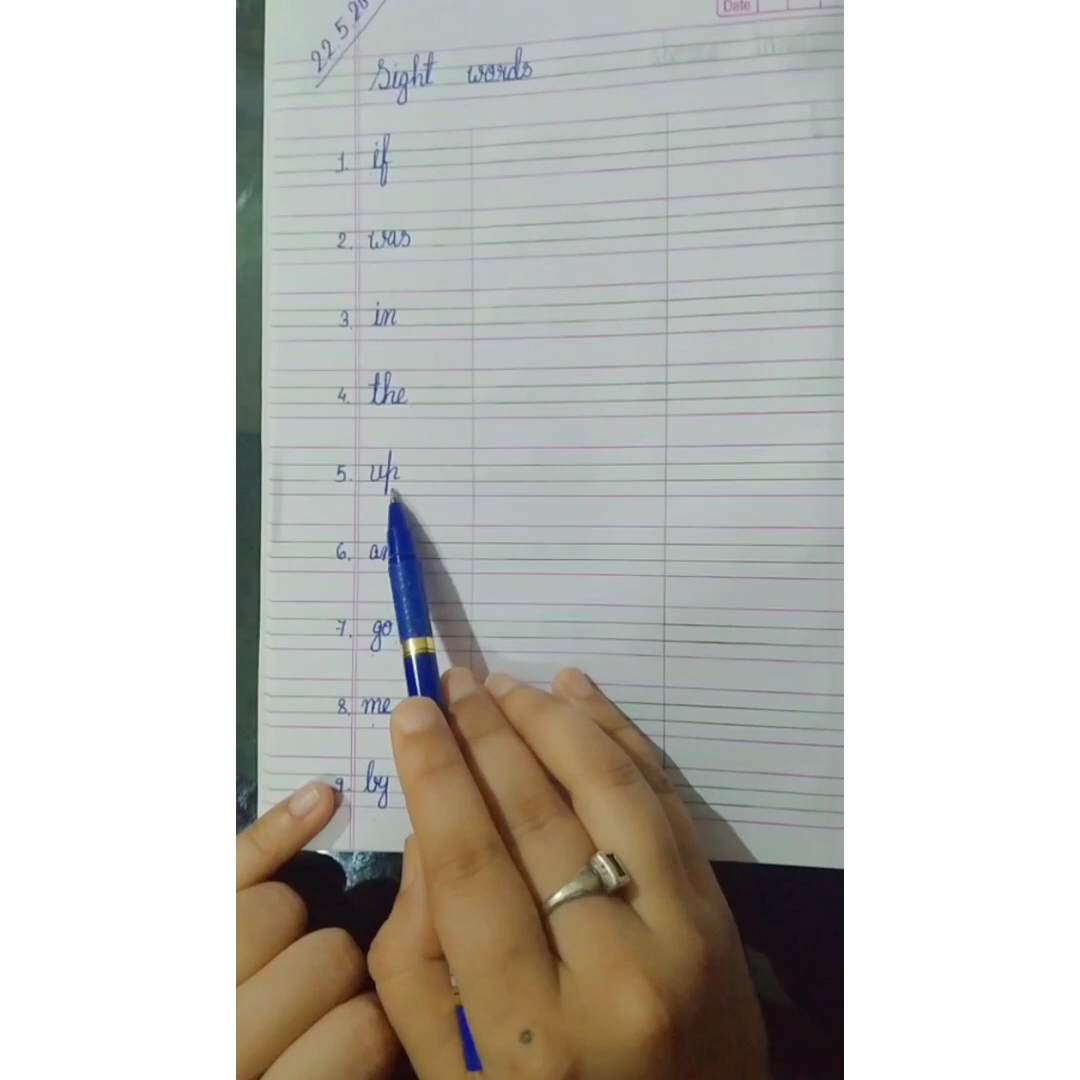 22.5.20
Date
Sight words
1. if
2. was
3. in
4. the
5. up
6.
7. go
8. me
9. by